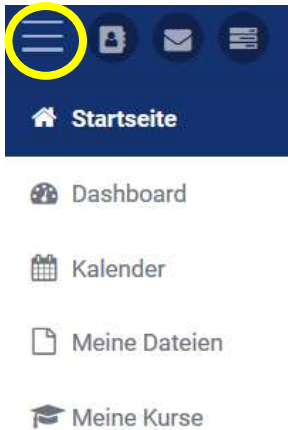 Startseite
Dashboard
Kalender
Meine Dateien
Meine Kurse